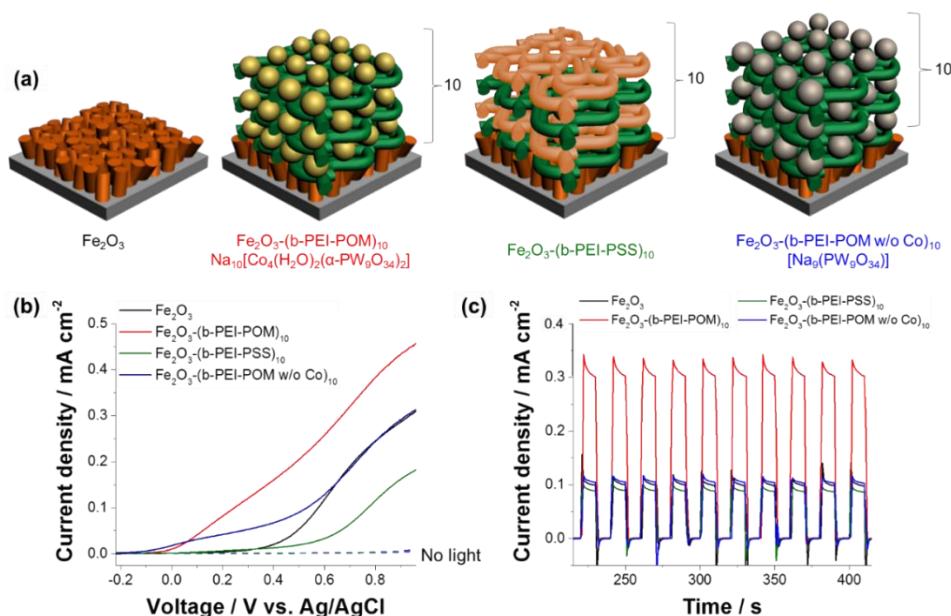 (a)
10
10
10
Fe₂O₃
Fe₂O₃-(b-PEI-POM)₁₀
Na₁₀[Co₄(H₂O)₂(α-PW₉O₃₄)₂]
Fe₂O₃-(b-PEI-PSS)₁₀
Fe₂O₃-(b-PEI-POM w/o Co)₁₀
[Na₉(PW₉O₃₄)]
(b)
Fe₂O₃
Fe₂O₃-(b-PEI-POM)₁₀
Fe₂O₃-(b-PEI-PSS)₁₀
Fe₂O₃-(b-PEI-POM w/o Co)₁₀
Current density / mA cm⁻²
0.5
0.4
0.3
0.2
0.1
0.0
No light
-0.2 0.0 0.2 0.4 0.6 0.8
Voltage / V vs. Ag/AgCl
(c)
Fe₂O₃ Fe₂O₃-(b-PEI-PSS)₁₀
Fe₂O₃-(b-PEI-POM)₁₀ Fe₂O₃-(b-PEI-POM w/o Co)₁₀
Current density / mA cm⁻²
0.4
0.3
0.2
0.1
0.0
250 300 350 400
Time / s